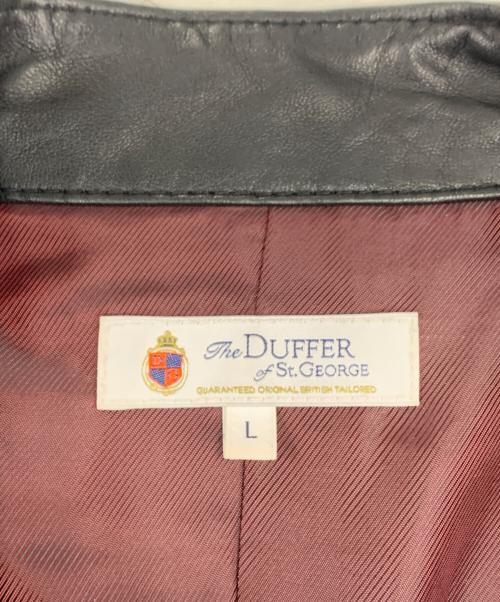 The DUFFER
of St. GEORGE
GUARANTEED ORIGINAL BRITISH TAILORED
L